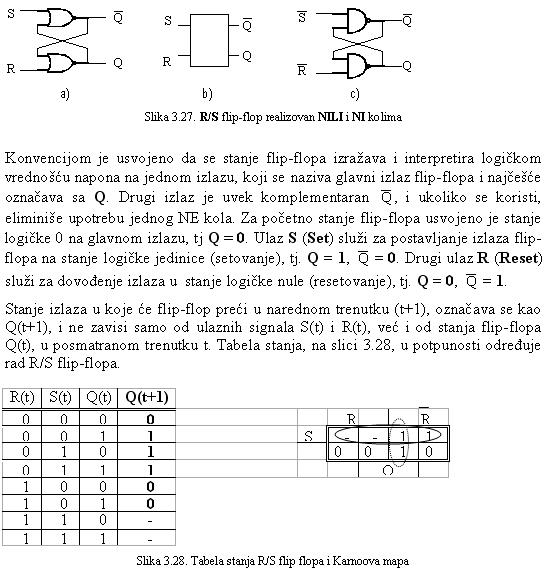 S Q̅ S Q̅ S̅ Q̅
R Q R Q R̅ Q
a) b) c)
Slika 3.27. R/S flip-flop realizovan NILI i NI kolima
Konvencijom je usvojeno da se stanje flip-flopa izražava i interpretira logičkom
vrednošću napona na jednom izlazu, koji se naziva glavni izlaz flip-flopa i najčešće
označava sa Q. Drugi izlaz je uvek komplementaran Q̅, i ukoliko se koristi,
eliminiše upotrebu jednog NE kola. Za početno stanje flip-flopa usvojeno je stanje
logičke 0 na glavnom izlazu, tj Q = 0. Ulaz S (Set) služi za postavljanje izlaza flip-
flopa na stanje logičke jedinice (setovanje), tj. Q = 1, Q̅ = 0. Drugi ulaz R (Reset)
služi za dovođenje izlaza u stanje logičke nule (resetovanje), tj. Q = 0, Q̅ = 1.
Stanje izlaza u koje će flip-flop preći u narednom trenutku (t+1), označava se kao
Q(t+1), i ne zavisi samo od ulaznih signala S(t) i R(t), već i od stanja flip-flopa
Q(t), u posmatranom trenutku t. Tabela stanja, na slici 3.28, u potpunosti određuje
rad R/S flip-flopa.
R(t) S(t) Q(t) Q(t+1)
0 0 0 0
0 0 1 1
0 1 0 1
0 1 1 1
1 0 0 0
1 0 1 0
1 1 0 -
1 1 1 -
R R̅
S - - 1 1
0 0 1 0
Q
Slika 3.28. Tabela stanja R/S flip flopa i Karnoova mapa